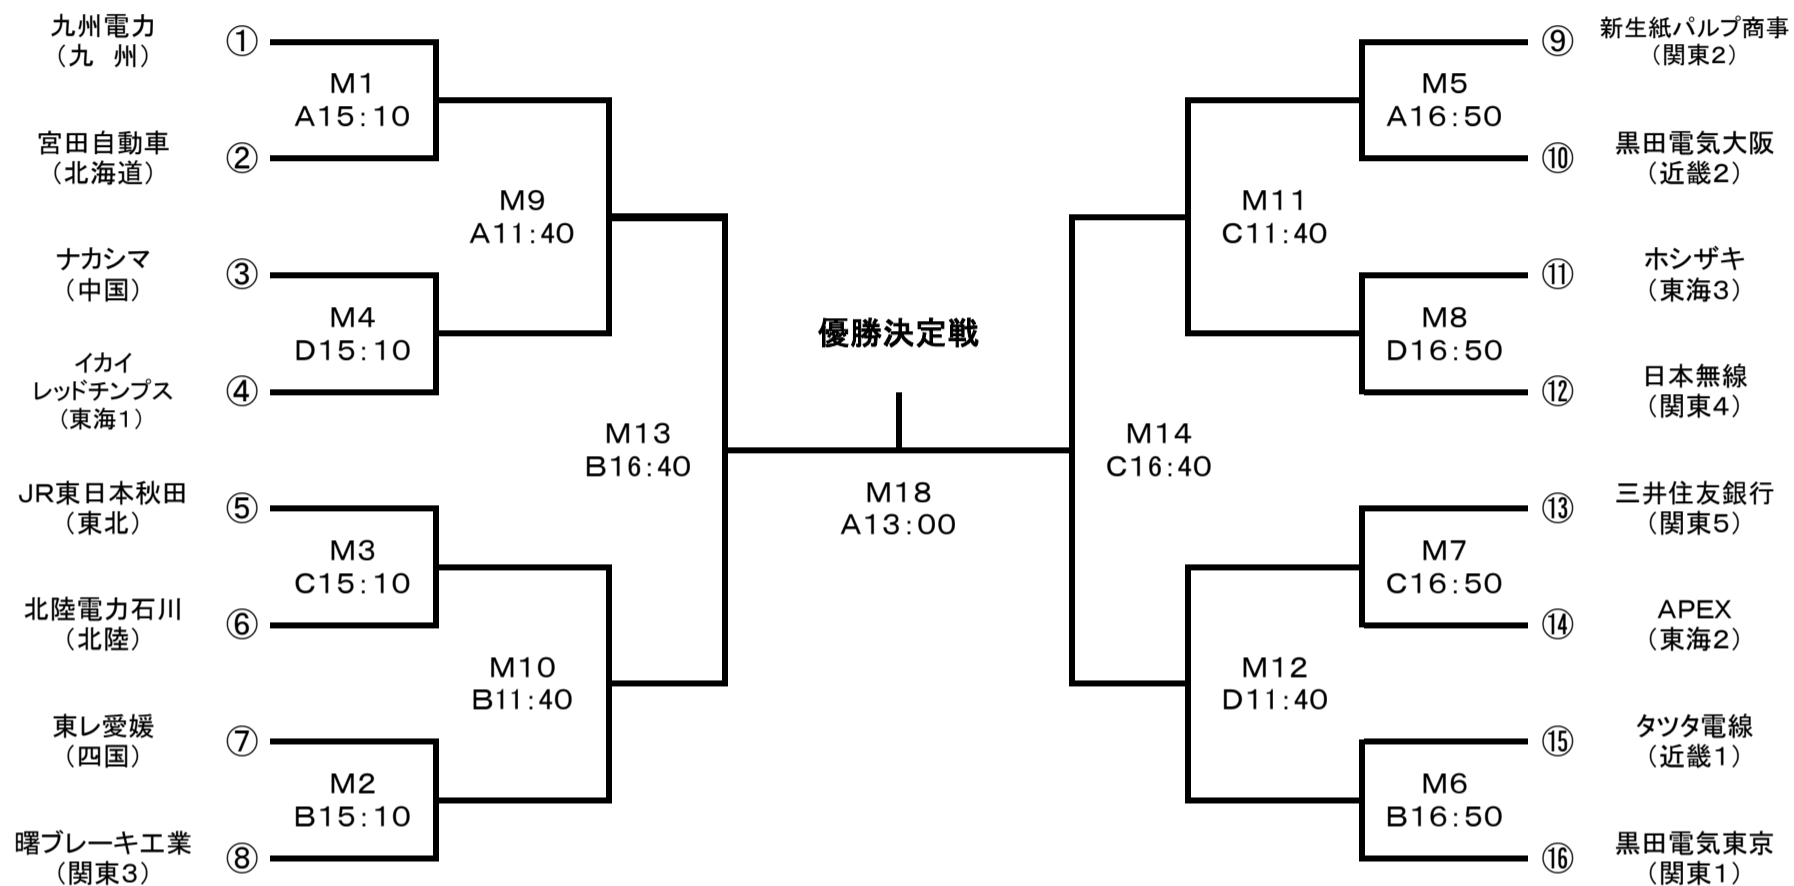 九州電力
（九　州）
①
M1
A15:10
宮田自動車
（北海道）
②
M9
A11:40
ナカシマ
（中国）
③
M4
D15:10
イカイ
レッドチンプス
（東海1）
④
M13
B16:40
JR東日本秋田
（東北）
⑤
M3
C15:10
北陸電力石川
（北陸）
⑥
M10
B11:40
東レ愛媛
（四国）
⑦
M2
B15:10
曙ブレーキ工業
（関東3）
⑧
優勝決定戦
M18
A13:00
⑨
新生紙パルプ商事
（関東2）
M5
A16:50
⑩
黒田電気大阪
（近畿2）
M11
C11:40
⑪
ホシザキ
（東海3）
M8
D16:50
⑫
日本無線
（関東4）
M14
C16:40
⑬
三井住友銀行
（関東5）
M7
C16:50
⑭
APEX
（東海2）
M12
D11:40
⑮
タツタ電線
（近畿1）
M6
B16:50
⑯
黒田電気東京
（関東1）